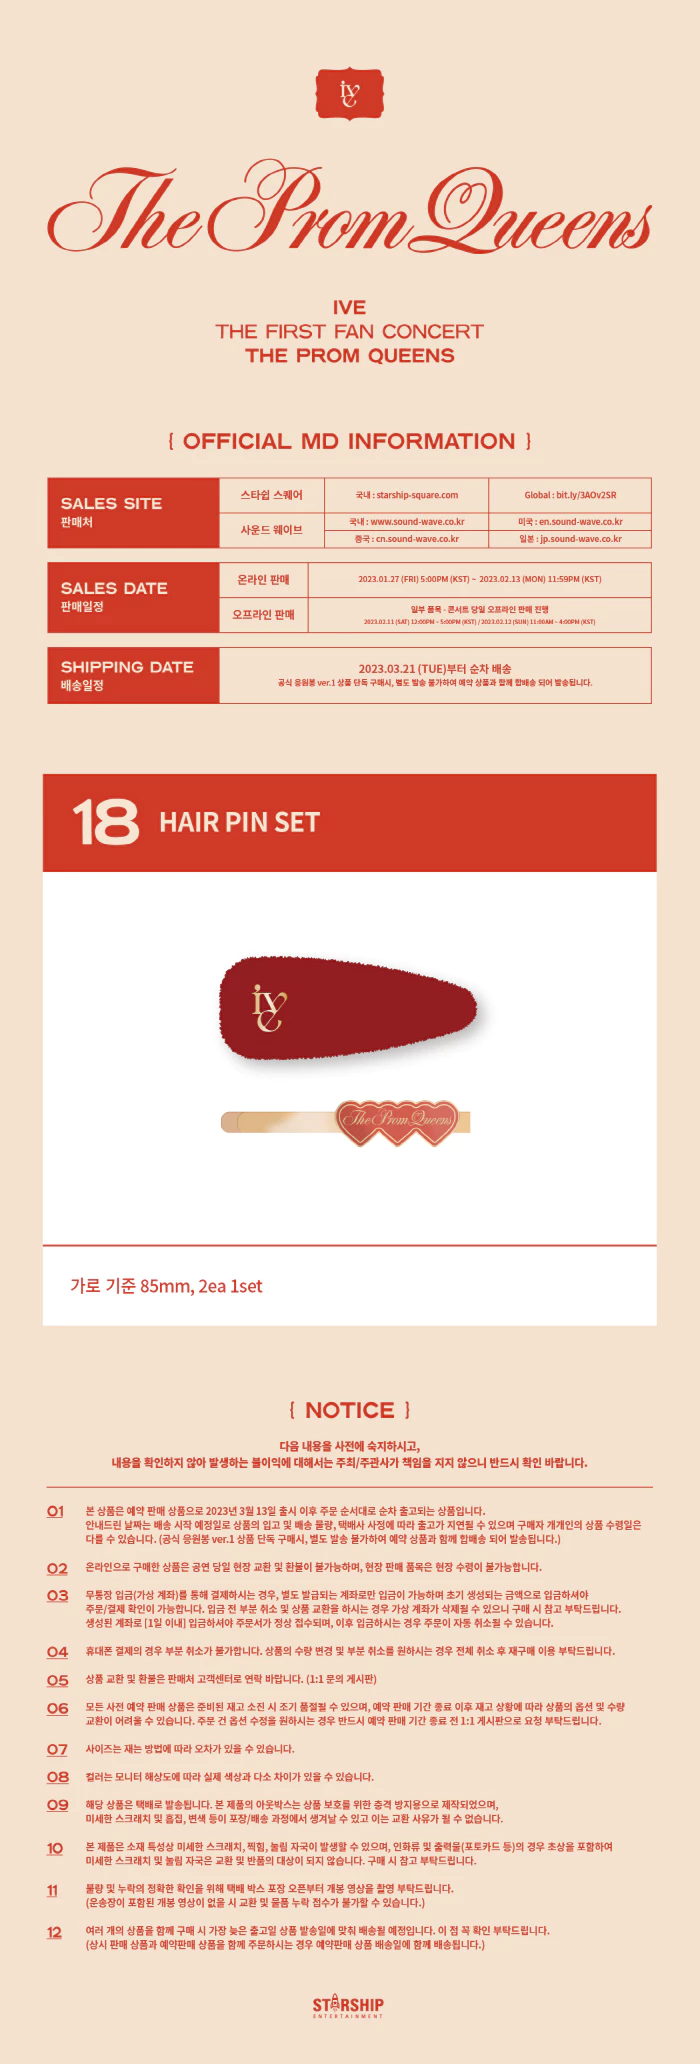 ive
The Prom Queens
IVE
THE FIRST FAN CONCERT
THE PROM QUEENS
{ OFFICIAL MD INFORMATION }
SALES SITE
판매처
스타쉽 스퀘어
국내 : starship-square.com
Global : bit.ly/3AOv2SR
사운드 웨이브
국내 : www.sound-wave.co.kr
미국 : en.sound-wave.co.kr
중국 : cn.sound-wave.co.kr
일본 : jp.sound-wave.co.kr
SALES DATE
판매일정
온라인 판매
2023.01.27 (FRI) 5:00PM (KST) ~ 2023.02.13 (MON) 11:59PM (KST)
오프라인 판매
일부 품목 - 콘서트 당일 오프라인 판매 진행
2023.02.11 (SAT) 12:00PM ~ 5:00PM (KST) / 2023.02.12 (SUN) 11:00AM ~ 4:00PM (KST)
SHIPPING DATE
배송일정
2023.03.21 (TUE)부터 순차 배송
공식 응원봉 ver.1 상품 단독 구매시, 별도 발송 불가하여 예약 상품과 함께 합배송 되어 발송됩니다.
18 HAIR PIN SET
ive
The Prom Queens
가로 기준 85mm, 2ea 1set
{ NOTICE }
다음 내용을 사전에 숙지하시고,
내용을 확인하지 않아 발생하는 불이익에 대해서는 주최/주관사가 책임을 지지 않으니 반드시 확인 바랍니다.
01 본 상품은 예약 판매 상품으로 2023년 3월 13일 출시 이후 주문 순서대로 순차 출고되는 상품입니다.
안내드린 날짜는 배송 시작 예정일로 상품의 입고 및 배송 물량, 택배사 사정에 따라 출고가 지연될 수 있으며 구매자 개개인의 상품 수령일은
다를 수 있습니다. (공식 응원봉 ver.1 상품 단독 구매시, 별도 발송 불가하여 예약 상품과 함께 합배송 되어 발송됩니다.)
02 온라인으로 구매한 상품은 공연 당일 현장 교환 및 환불이 불가능하며, 현장 판매 품목은 현장 수령이 불가능합니다.
03 무통장 입금(가상 계좌)를 통해 결제하시는 경우, 별도 발급되는 계좌로만 입금이 가능하며 초기 생성되는 금액으로 입금하셔야
주문/결제 확인이 가능합니다. 입금 전 부분 취소 및 상품 교환을 하시는 경우 가상 계좌가 삭제될 수 있으니 구매 시 참고 부탁드립니다.
생성된 계좌로 [1일 이내] 입금하셔야 주문서가 정상 접수되며, 이후 입금하시는 경우 주문이 자동 취소될 수 있습니다.
04 휴대폰 결제의 경우 부분 취소가 불가합니다. 상품의 수량 변경 및 부분 취소를 원하시는 경우 전체 취소 후 재구매 이용 부탁드립니다.
05 상품 교환 및 환불은 판매처 고객센터로 연락 바랍니다. (1:1 문의 게시판)
06 모든 사전 예약 판매 상품은 준비된 재고 소진 시 조기 품절될 수 있으며, 예약 판매 기간 종료 이후 재고 상황에 따라 상품의 옵션 및 수량
교환이 어려울 수 있습니다. 주문 건 옵션 수정을 원하시는 경우 반드시 예약 판매 기간 종료 전 1:1 게시판으로 요청 부탁드립니다.
07 사이즈는 재는 방법에 따라 오차가 있을 수 있습니다.
08 컬러는 모니터 해상도에 따라 실제 색상과 다소 차이가 있을 수 있습니다.
09 해당 상품은 택배로 발송됩니다. 본 제품의 아웃박스는 상품 보호를 위한 충격 방지용으로 제작되었으며,
미세한 스크래치 및 흠집, 변색 등이 포장/배송 과정에서 생겨날 수 있고 이는 교환 사유가 될 수 없습니다.
10 본 제품은 소재 특성상 미세한 스크래치, 찍힘, 눌림 자국이 발생할 수 있으며, 인화류 및 출력물(포토카드 등)의 경우 초상을 포함하여
미세한 스크래치 및 눌림 자국은 교환 및 반품의 대상이 되지 않습니다. 구매 시 참고 부탁드립니다.
11 불량 및 누락의 정확한 확인을 위해 택배 박스 포장 오픈부터 개봉 영상을 촬영 부탁드립니다.
(운송장이 포함된 개봉 영상이 없을 시 교환 및 물품 누락 접수가 불가할 수 있습니다.)
12 여러 개의 상품을 함께 구매 시 가장 늦은 출고일 상품 발송일에 맞춰 배송될 예정입니다. 이 점 꼭 확인 부탁드립니다.
(상시 판매 상품과 예약판매 상품을 함께 주문하시는 경우 예약판매 상품 배송일에 함께 배송됩니다.)
STARSHIP
ENTERTAINMENT